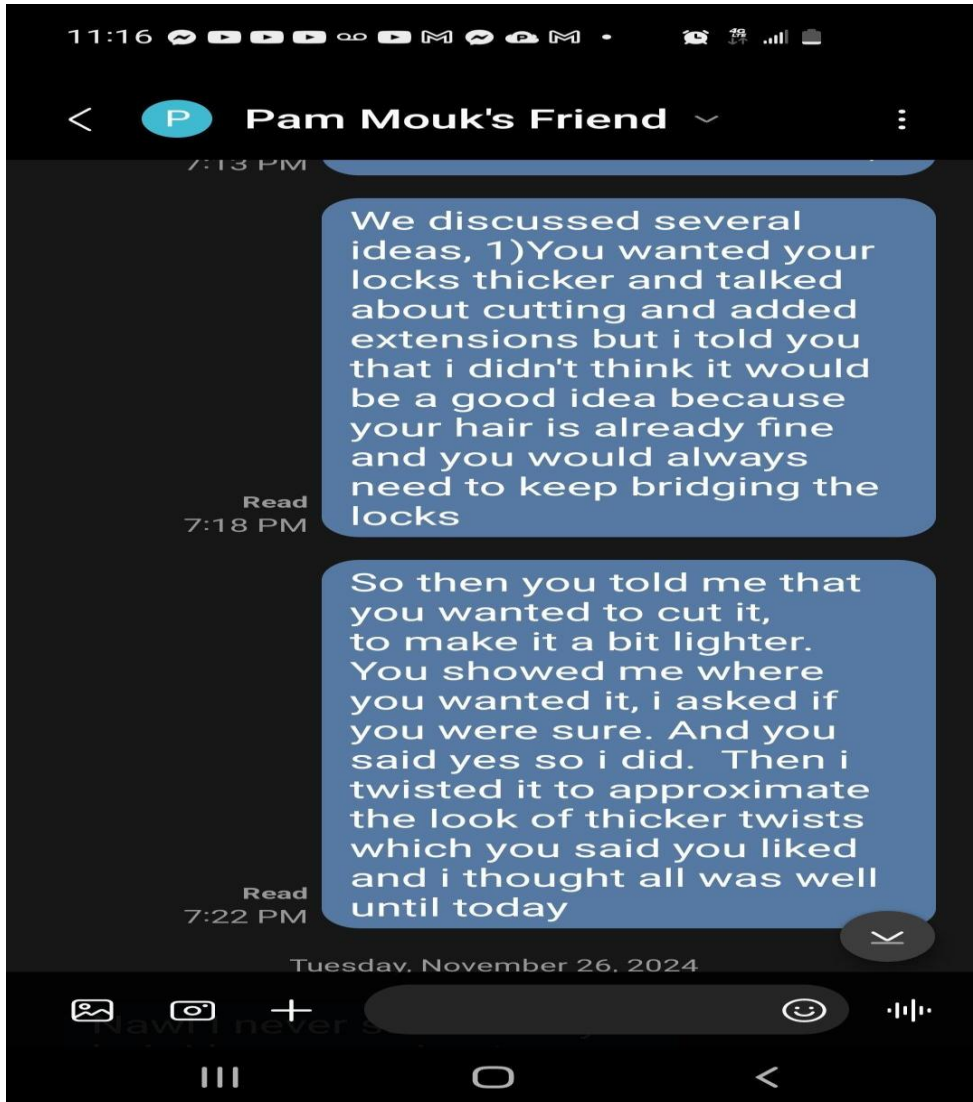 11:16
4G
LTE
P Pam Mouk's Friend
7:13 PM
We discussed several
ideas, 1)You wanted your
locks thicker and talked
about cutting and added
extensions but i told you
that i didn't think it would
be a good idea because
your hair is already fine
and you would always
need to keep bridging the
locks
Read
7:18 PM
So then you told me that
you wanted to cut it,
to make it a bit lighter.
You showed me where
you wanted it, i asked if
you were sure. And you
said yes so i did.  Then i
twisted it to approximate
the look of thicker twists
which you said you liked
and i thought all was well
until today
Read
7:22 PM
Tuesday, November 26, 2024
never